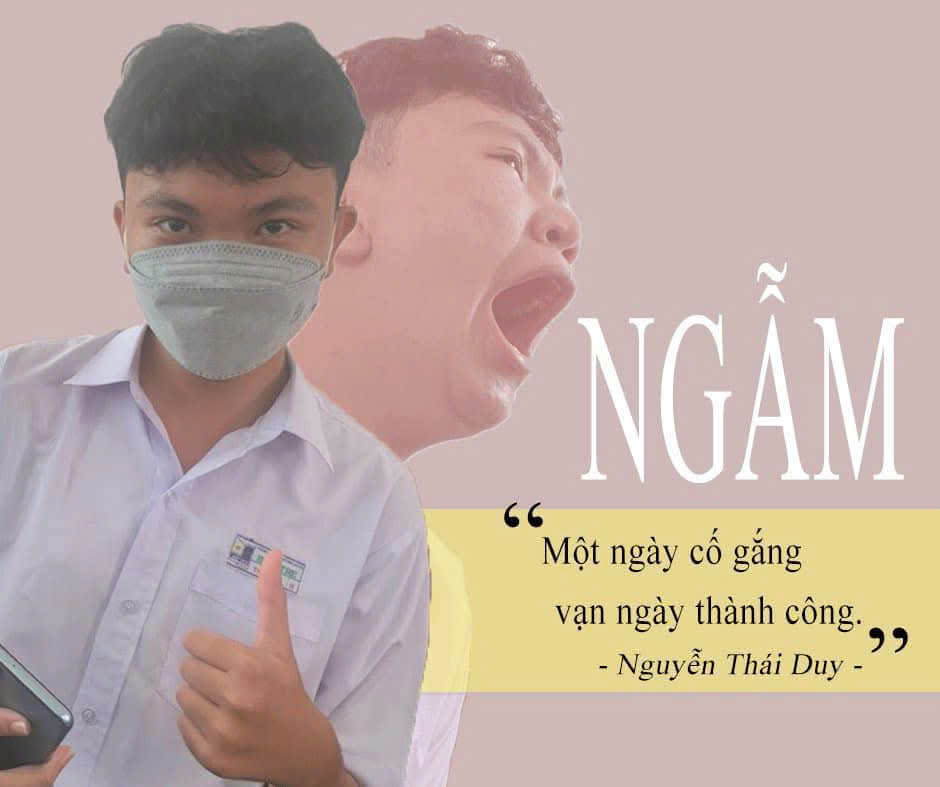 NGẪM
“Một ngày cố gắng
vạn ngày thành công.”
- Nguyễn Thái Duy -